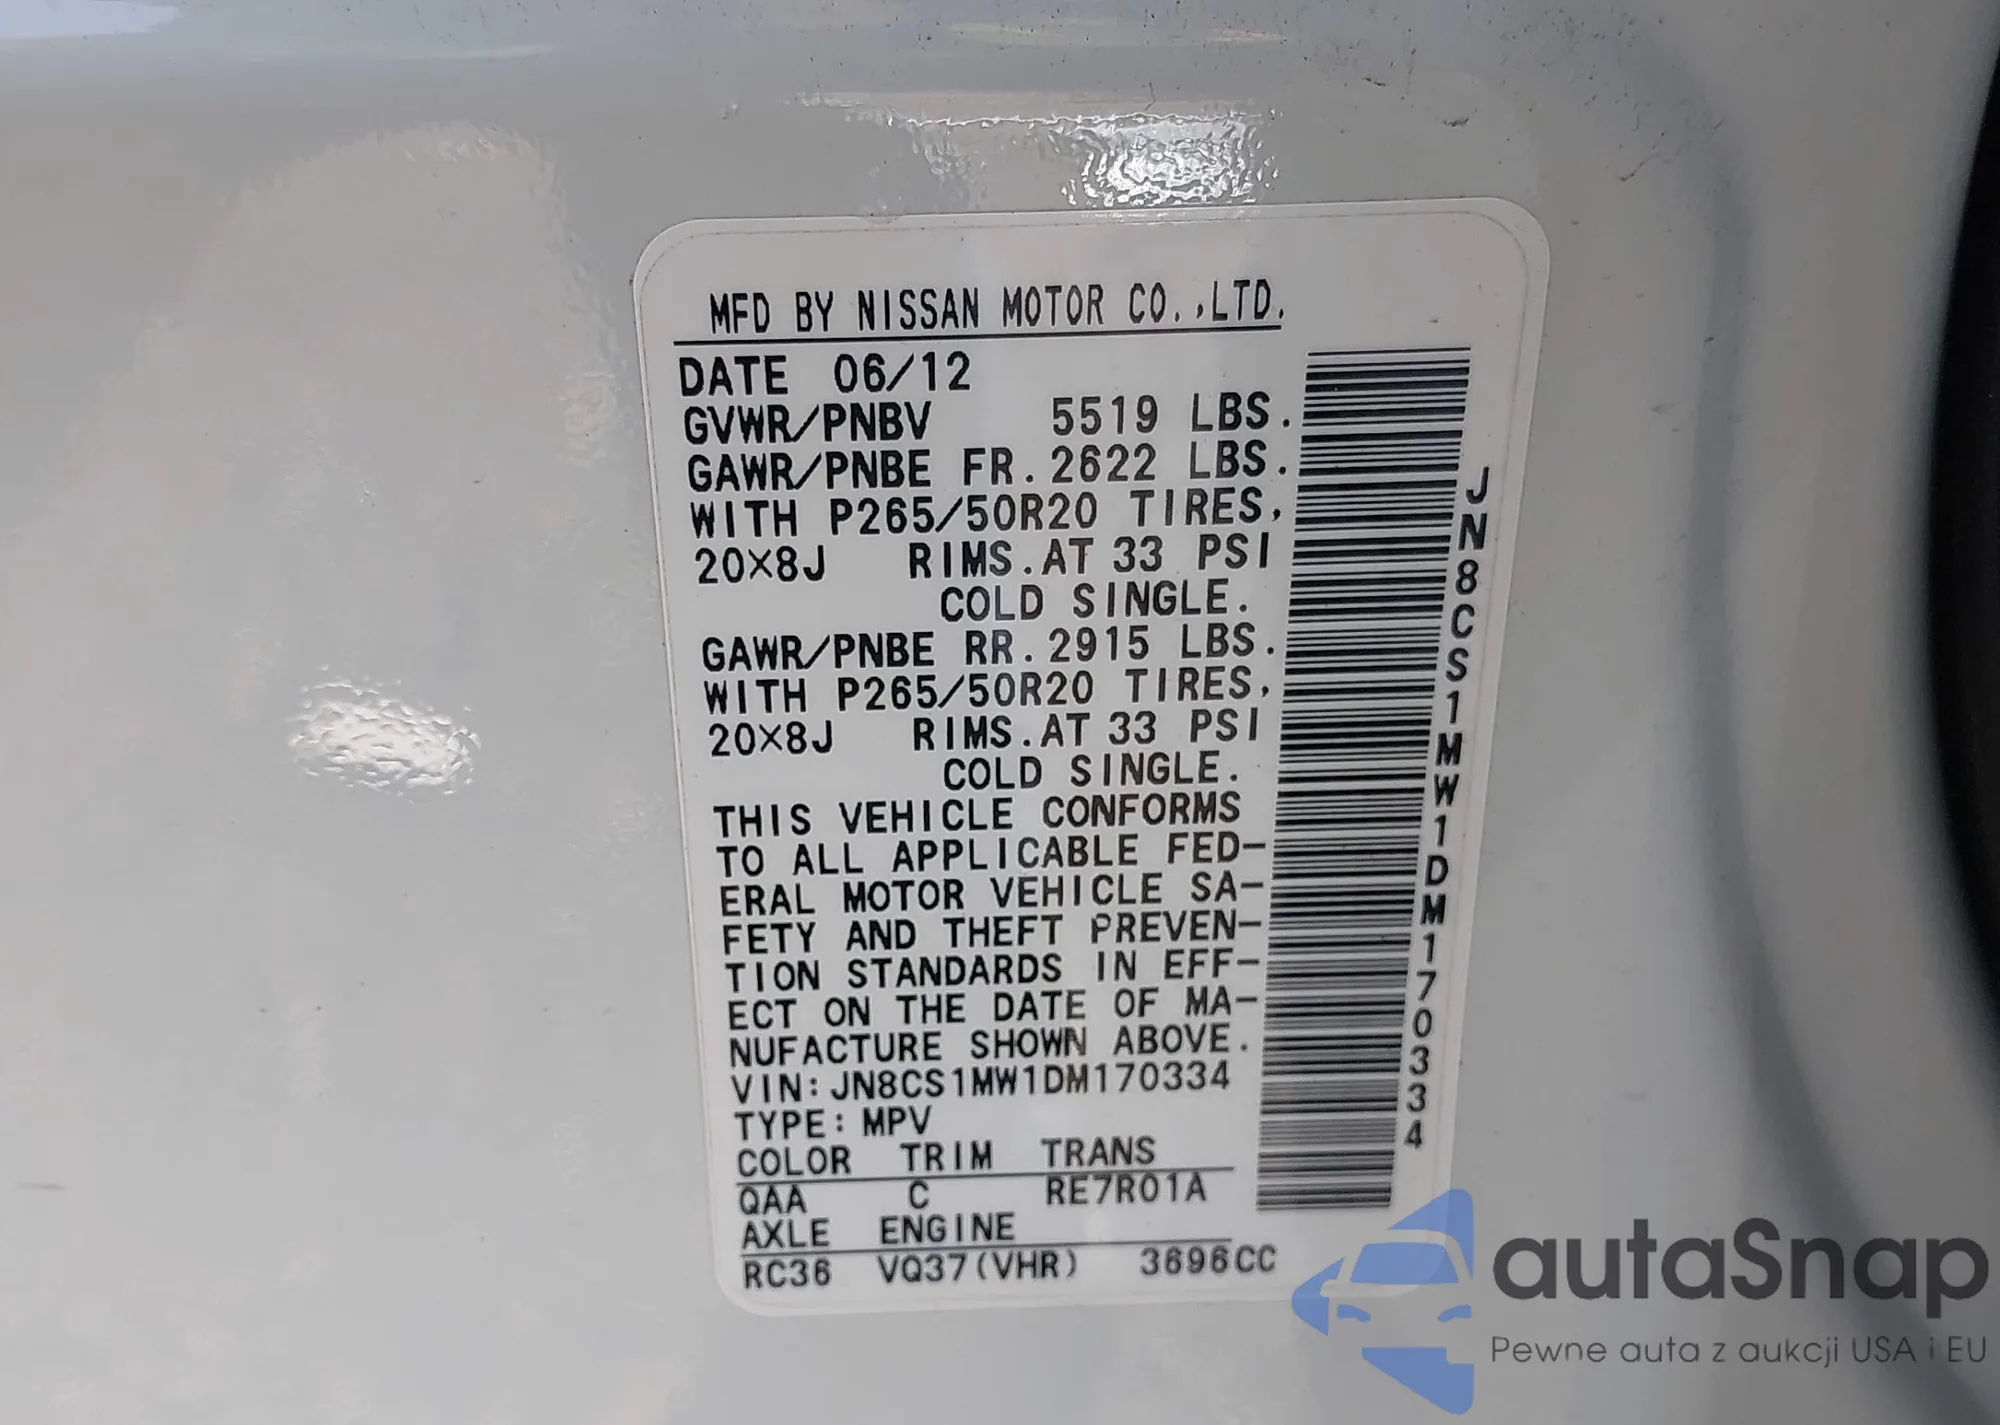 MFD BY NISSAN MOTOR CO.,LTD.
DATE 06/12
GVWR/PNBV 5519 LBS.
GAWR/PNBE FR. 2622 LBS.
WITH P265/50R20 TIRES,
20X8J RIMS.AT 33 PSI
COLD SINGLE.
GAWR/PNBE RR. 2915 LBS.
WITH P265/50R20 TIRES,
20X8J RIMS.AT 33 PSI
COLD SINGLE.
THIS VEHICLE CONFORMS
TO ALL APPLICABLE FED-
ERAL MOTOR VEHICLE SA-
FETY AND THEFT PREVEN-
TION STANDARDS IN EFF-
ECT ON THE DATE OF MA-
NUFACTURE SHOWN ABOVE.
VIN:JN8CS1MW1DM170334
TYPE:MPV
COLOR TRIM TRANS
QAA C RE7R01A
AXLE ENGINE
RC36 VQ37(VHR) 3696CC
JN8CS1MW1DM170334
autaSnap
Pewne auta z aukcji USA i EU